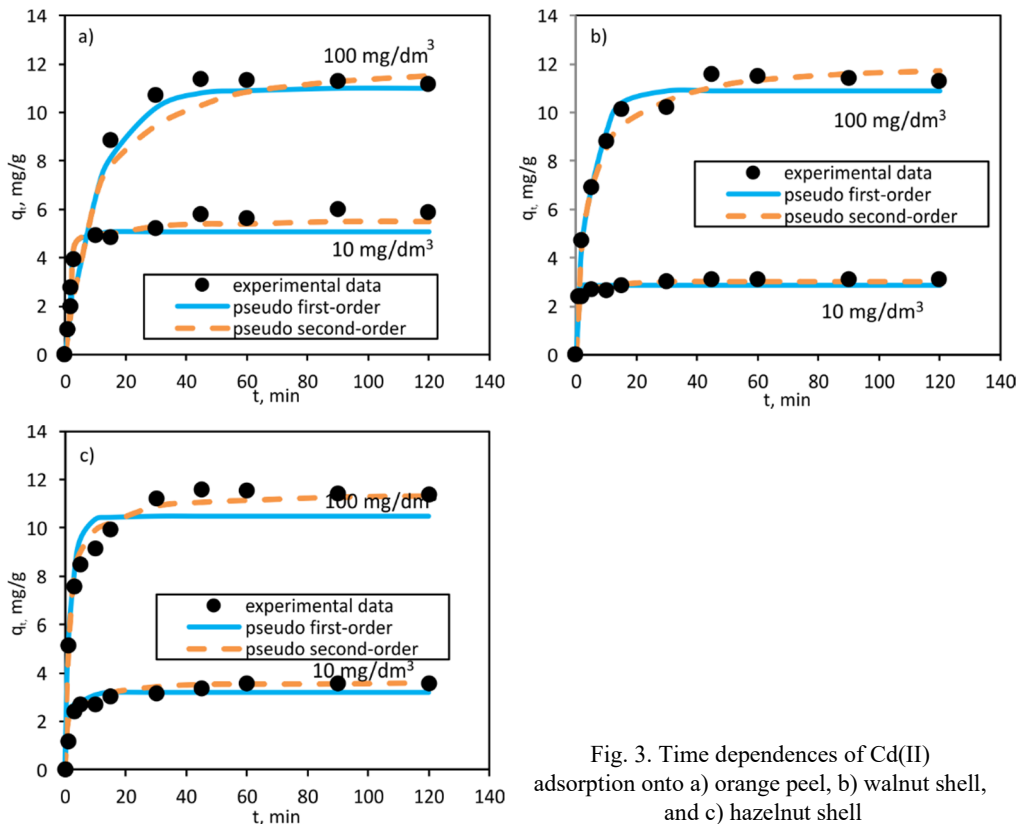 a)
100 mg/dm³
10 mg/dm³
experimental data
pseudo first-order
pseudo second-order
qt, mg/g
0 2 4 6 8 10 12 14
0 20 40 60 80 100 120 140
t, min
b)
100 mg/dm³
experimental data
pseudo first-order
pseudo second-order
10 mg/dm³
qt, mg/g
0 2 4 6 8 10 12 14
0 20 40 60 80 100 120 140
t, min
c)
100 mg/dm³
experimental data
pseudo first-order
pseudo second-order
10 mg/dm³
qt, mg/g
0 2 4 6 8 10 12 14
0 20 40 60 80 100 120 140
t, min
Fig. 3. Time dependences of Cd(II)
adsorption onto a) orange peel, b) walnut shell,
and c) hazelnut shell